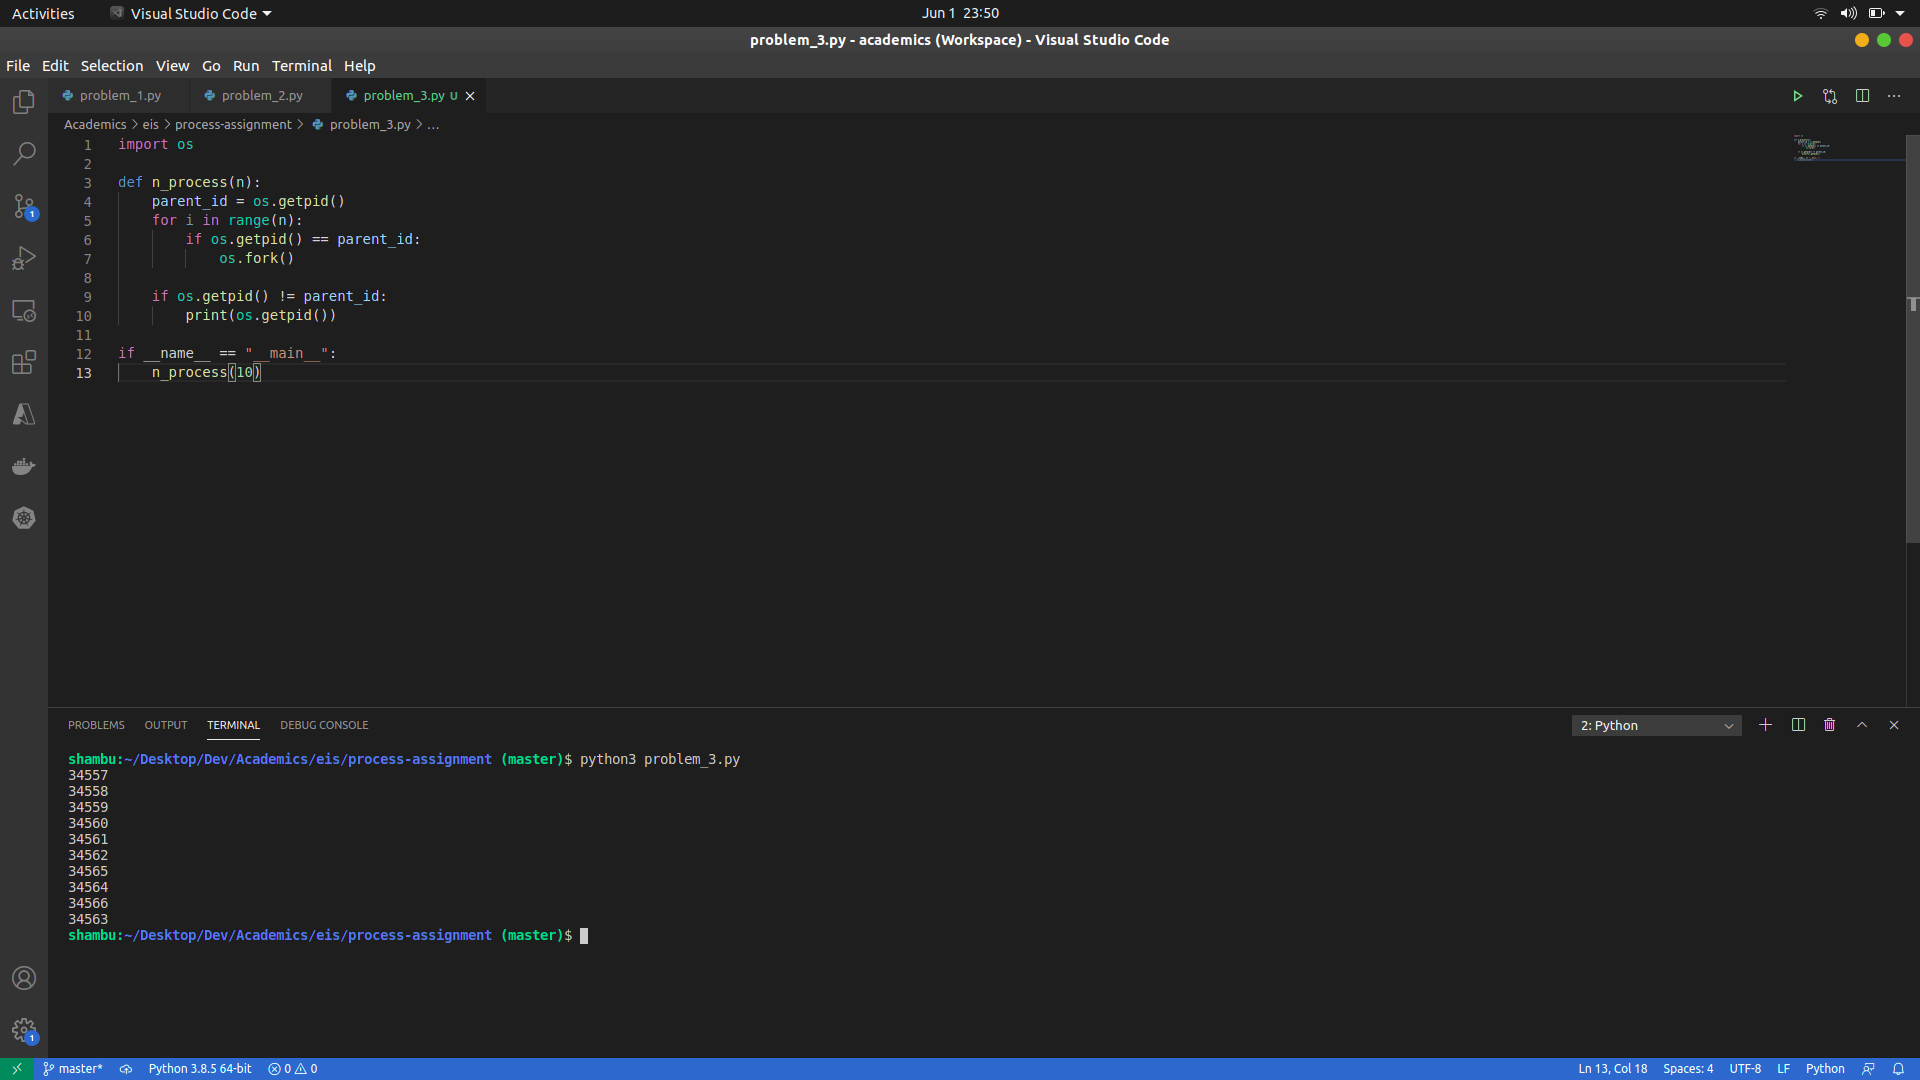 Activities Visual Studio Code Jun 1 23:50
problem_3.py - academics (Workspace) - Visual Studio Code
File Edit Selection View Go Run Terminal Help
problem_1.py problem_2.py problem_3.py U
Academics > eis > process-assignment > problem_3.py > ...
1 import os
2
3 def n_process(n):
4     parent_id = os.getpid()
5     for i in range(n):
6         if os.getpid() == parent_id:
7             os.fork()
8
9     if os.getpid() != parent_id:
10         print(os.getpid())
11
12 if __name__ == "__main__":
13     n_process(10)
1
1
PROBLEMS OUTPUT TERMINAL DEBUG CONSOLE 2: Python
shambu:~/Desktop/Dev/Academics/eis/process-assignment (master)$ python3 problem_3.py
34557
34558
34559
34560
34561
34562
34565
34564
34566
34563
shambu:~/Desktop/Dev/Academics/eis/process-assignment (master)$
master* Python 3.8.5 64-bit 0 0 Ln 13, Col 18 Spaces: 4 UTF-8 LF Python